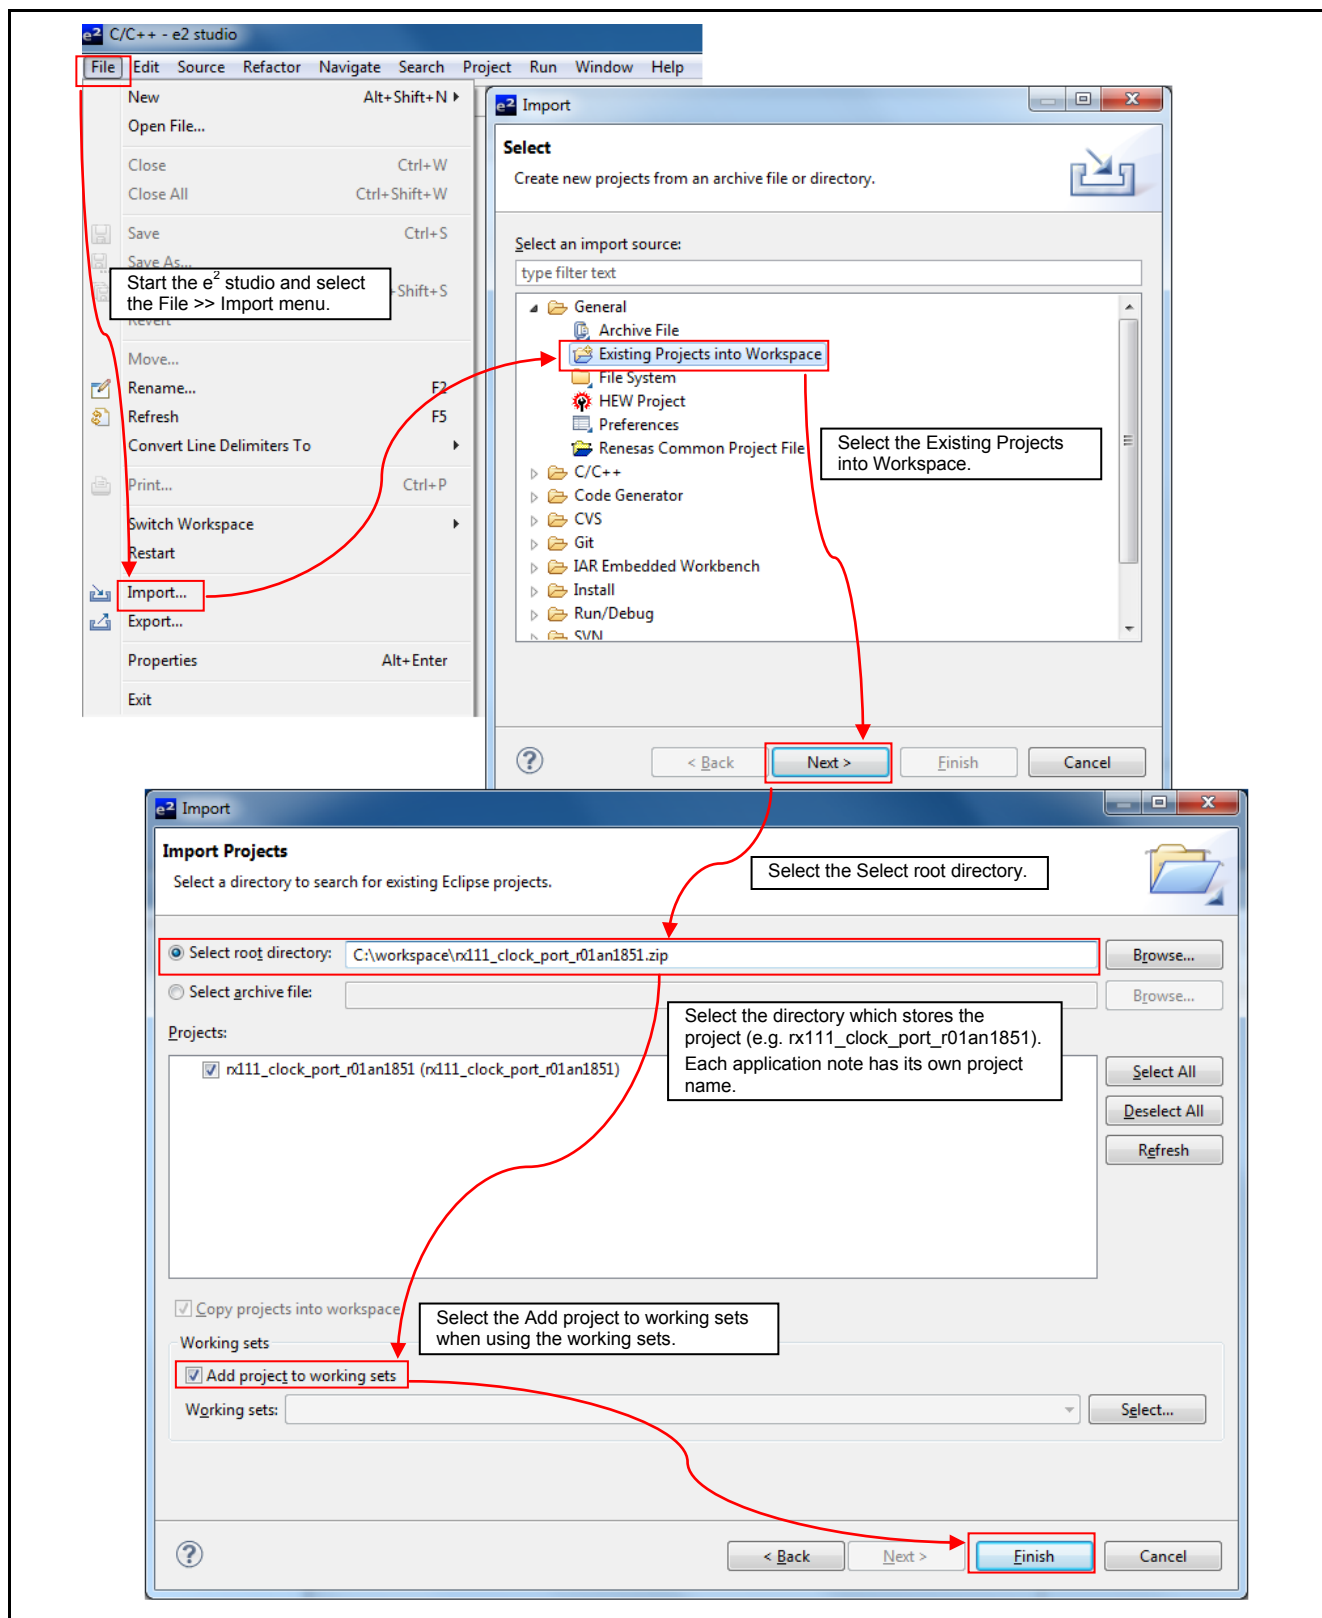 e2 C/C++ - e2 studio
File Edit Source Refactor Navigate Search Project Run Window Help
New Alt+Shift+N
Open File...
Close Ctrl+W
Close All Ctrl+Shift+W
Save Ctrl+S
Save As...
Start the e2 studio and select
the File >> Import menu.
+Shift+S
Revert
Move...
Rename... F2
Refresh F5
Convert Line Delimiters To
Print... Ctrl+P
Switch Workspace
Restart
Import...
Export...
Properties Alt+Enter
Exit
e2 Import
Select
Create new projects from an archive file or directory.
Select an import source:
type filter text
General
Archive File
Existing Projects into Workspace
File System
HEW Project
Preferences
Renesas Common Project File
Select the Existing Projects
into Workspace.
C/C++
Code Generator
CVS
Git
IAR Embedded Workbench
Install
Run/Debug
SVN
? < Back Next > Finish Cancel
e2 Import
Import Projects
Select a directory to search for existing Eclipse projects.
Select the Select root directory.
Select root directory: C:\workspace\rx111_clock_port_r01an1851.zip Browse...
Select archive file: Browse...
Select the directory which stores the
project (e.g. rx111_clock_port_r01an1851).
Each application note has its own project
name.
Projects:
rx111_clock_port_r01an1851 (rx111_clock_port_r01an1851)
Select All
Deselect All
Refresh
Copy projects into workspace
Select the Add project to working sets
when using the working sets.
Working sets
Add project to working sets
Working sets: Select...
? < Back Next > Finish Cancel